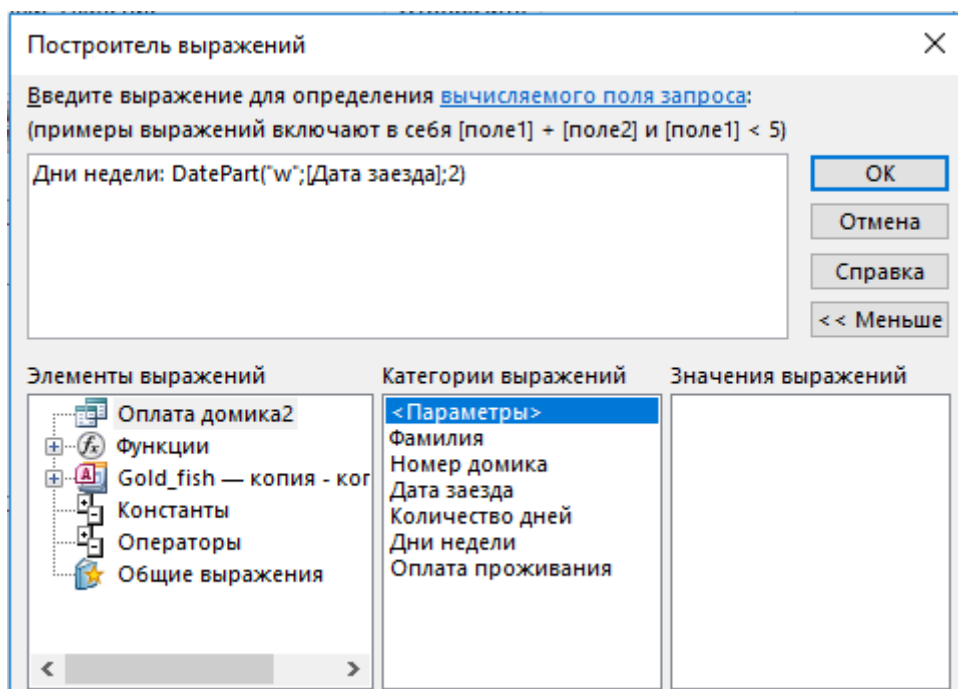 Построитель выражений
Введите выражение для определения вычисляемого поля запроса:
(примеры выражений включают в себя [поле1] + [поле2] и [поле1] < 5)
Дни недели: DatePart("w";[Дата заезда];2)
ОК
Отмена
Справка
<< Меньше
Элементы выражений
Категории выражений
Значения выражений
Оплата домика2
Функции
Gold_fish — копия - ког
Константы
Операторы
Общие выражения
<Параметры>
Фамилия
Номер домика
Дата заезда
Количество дней
Дни недели
Оплата проживания